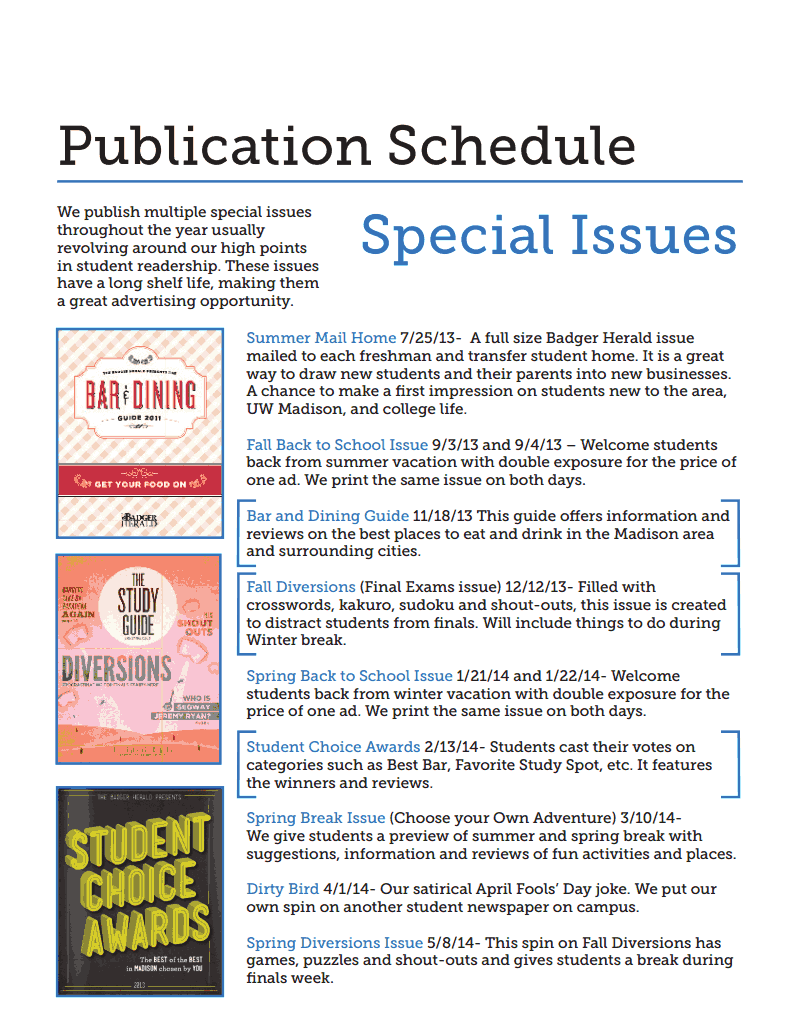 Publication Schedule
We publish multiple special issues
throughout the year usually
revolving around our high points
in student readership. These issues
have a long shelf life, making them
a great advertising opportunity.
Special Issues
THE BADGER HERALD PRESENTS THE
BAR & DINING
GUIDE 2011
GET YOUR FOOD ON
THE BADGER
HERALD
THE
STUDY
GUIDE
AGAIN
SHOUT
OUTS
DIVERSIONS
WHO IS
SEGWAY
JEREMY RYAN?
THE BADGER HERALD PRESENTS
STUDENT
CHOICE
AWARDS
The BEST of the BEST
in MADISON chosen by YOU
2013
Summer Mail Home 7/25/13-  A full size Badger Herald issue
mailed to each freshman and transfer student home. It is a great
way to draw new students and their parents into new businesses.
A chance to make a first impression on students new to the area,
UW Madison, and college life.
Fall Back to School Issue 9/3/13 and 9/4/13 – Welcome students
back from summer vacation with double exposure for the price of
one ad. We print the same issue on both days.
Bar and Dining Guide 11/18/13 This guide offers information and
reviews on the best places to eat and drink in the Madison area
and surrounding cities.
Fall Diversions (Final Exams issue) 12/12/13- Filled with
crosswords, kakuro, sudoku and shout-outs, this issue is created
to distract students from finals. Will include things to do during
Winter break.
Spring Back to School Issue 1/21/14 and 1/22/14- Welcome
students back from winter vacation with double exposure for the
price of one ad. We print the same issue on both days.
Student Choice Awards 2/13/14- Students cast their votes on
categories such as Best Bar, Favorite Study Spot, etc. It features
the winners and reviews.
Spring Break Issue (Choose your Own Adventure) 3/10/14-
We give students a preview of summer and spring break with
suggestions, information and reviews of fun activities and places.
Dirty Bird 4/1/14- Our satirical April Fools’ Day joke. We put our
own spin on another student newspaper on campus.
Spring Diversions Issue 5/8/14- This spin on Fall Diversions has
games, puzzles and shout-outs and gives students a break during
finals week.